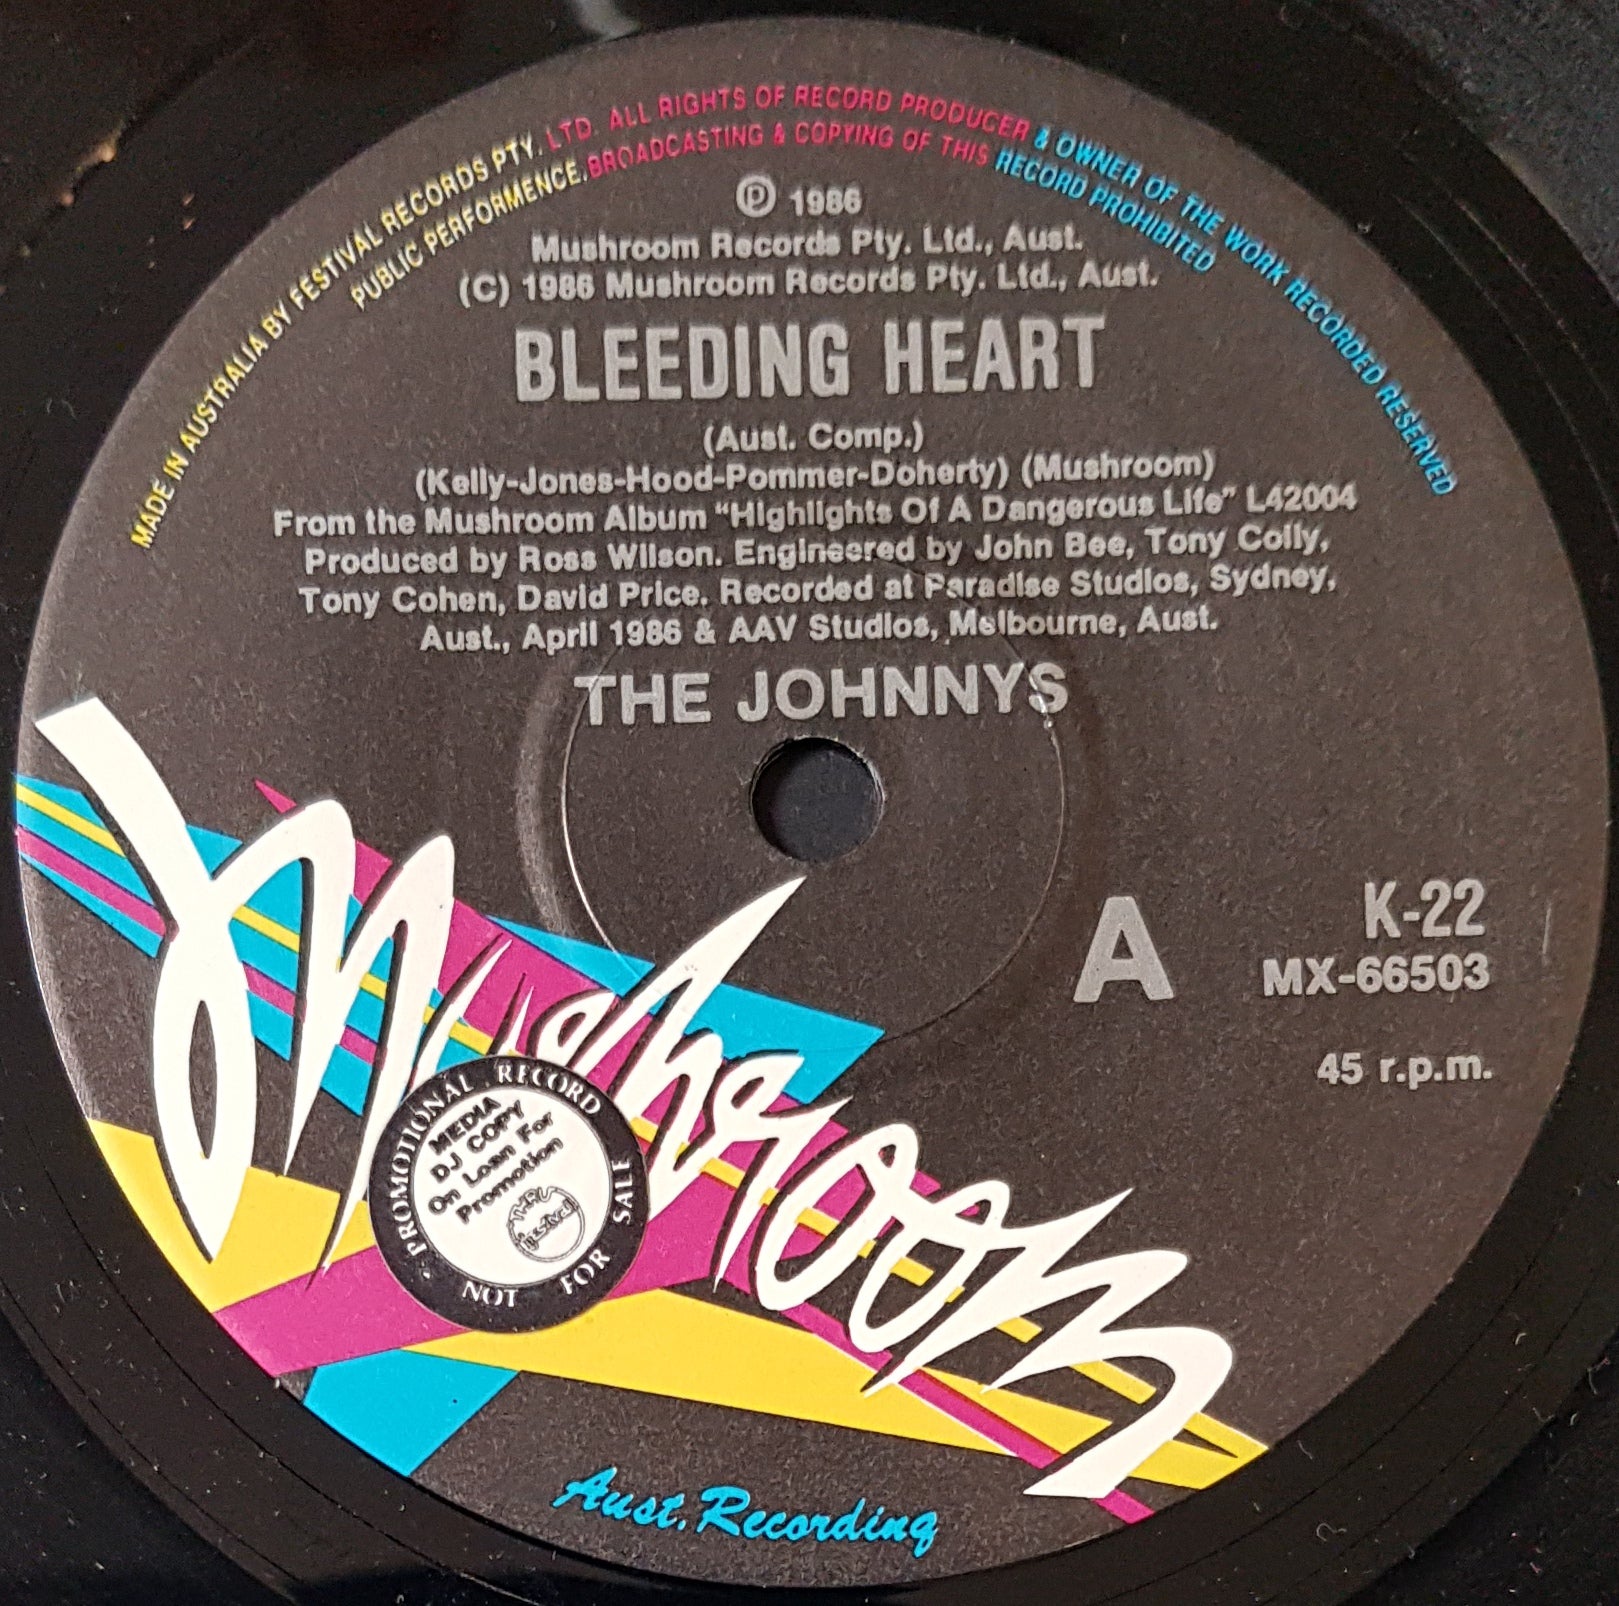 MADE IN AUSTRALIA BY FESTIVAL RECORDS PTY. LTD. ALL RIGHTS OF RECORD PRODUCER & OWNER OF THE WORK RECORDED RESERVED
PUBLIC PERFORMENCE. BROADCASTING & COPYING OF THIS RECORD PROHIBITED
℗ 1986
Mushroom Records Pty. Ltd., Aust.
(C) 1986 Mushroom Records Pty. Ltd., Aust.
BLEEDING HEART
(Aust. Comp.)
(Kelly-Jones-Hood-Pommer-Doherty) (Mushroom)
From the Mushroom Album "Highlights Of A Dangerous Life" L42004
Produced by Ross Wilson. Engineered by John Bee, Tony Colly,
Tony Cohen, David Price. Recorded at Paradise Studios, Sydney,
Aust., April 1986 & AAV Studios, Melbourne, Aust.
THE JOHNNYS
A
K-22
MX-66503
45 r.p.m.
Mushroom
PROMOTIONAL RECORD
MEDIA
DJ COPY
On Loan For
Promotion
Festival
NOT FOR SALE
Aust. Recording